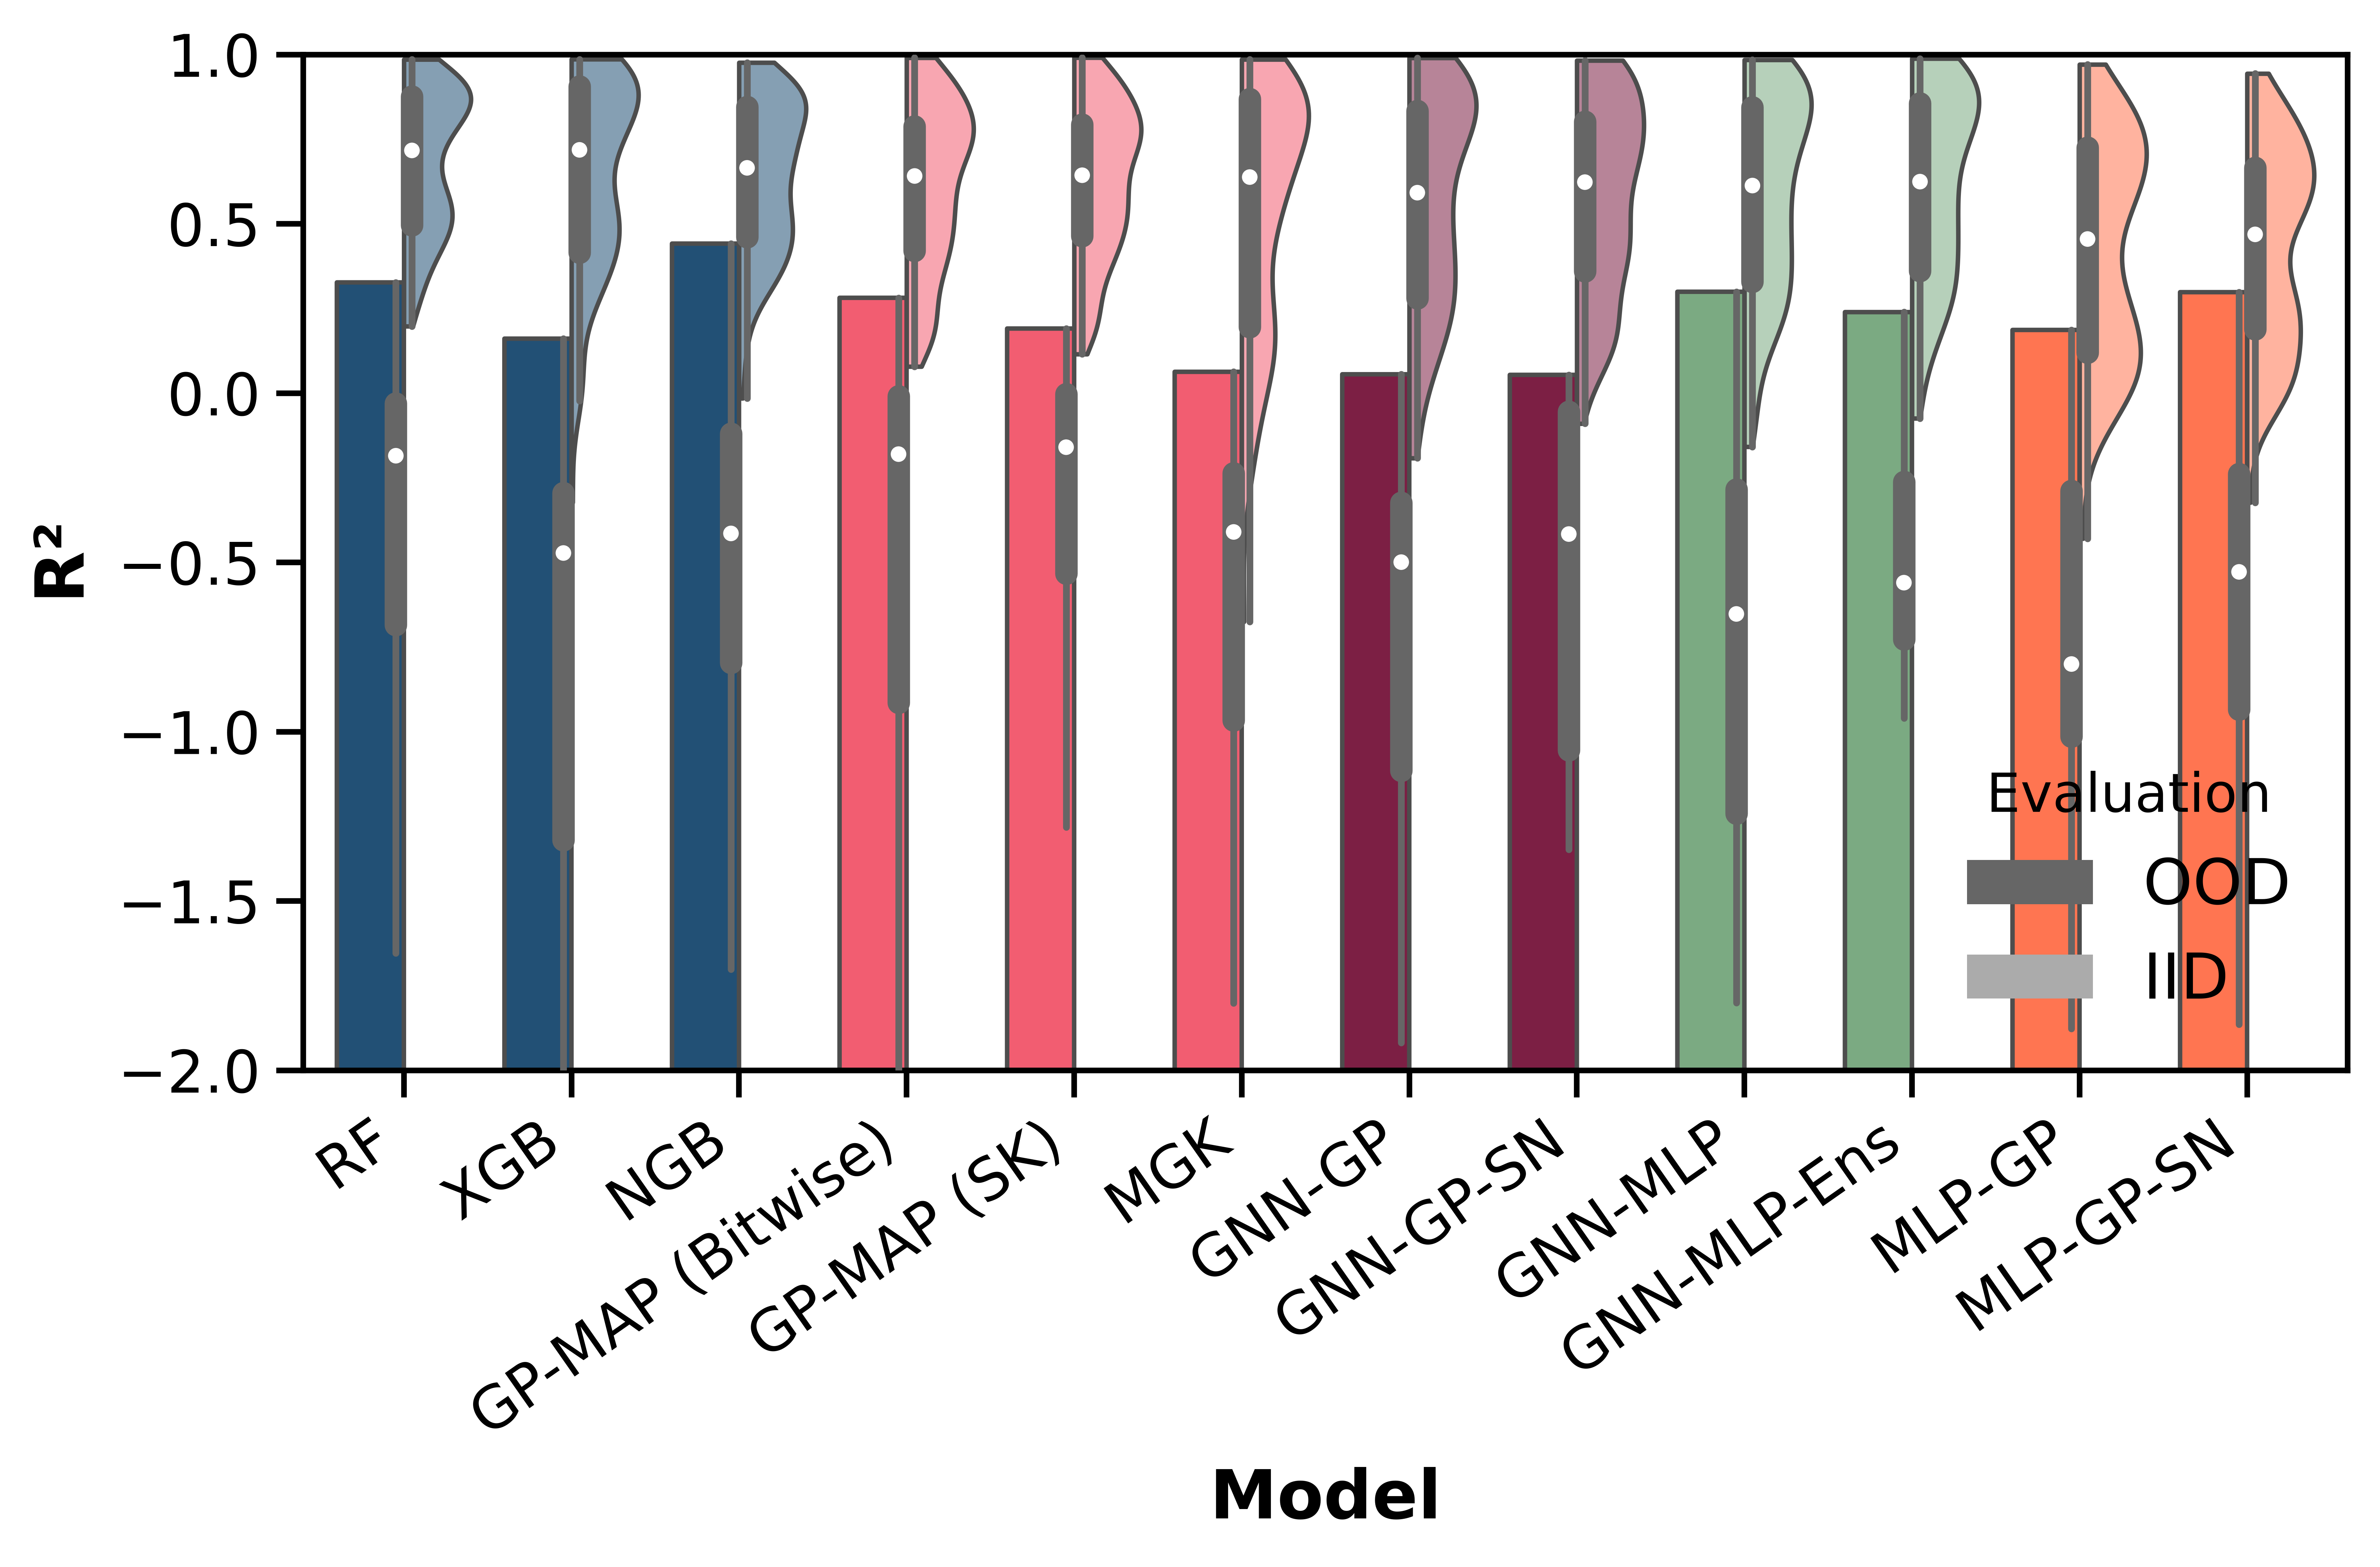 1.0
0.5
0.0
−0.5
−1.0
−1.5
−2.0
R²
Evaluation
OOD
IID
RF
XGB
NGB
GP-MAP (Bitwise)
GP-MAP (SK)
MGK
GNN-GP
GNN-GP-SN
GNN-MLP
GNN-MLP-Ens
MLP-GP
MLP-GP-SN
Model